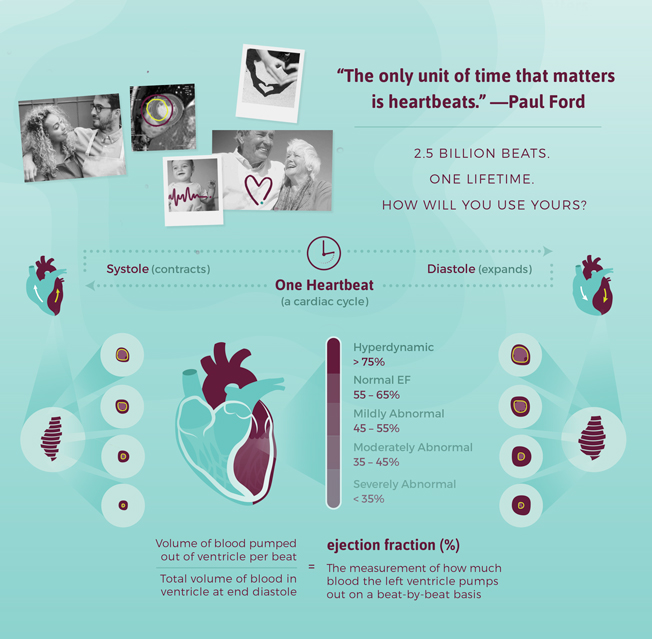 “The only unit of time that matters
is heartbeats.” —Paul Ford
2.5 BILLION BEATS.
ONE LIFETIME.
HOW WILL YOU USE YOURS?
Systole (contracts)
Diastole (expands)
One Heartbeat
(a cardiac cycle)
Hyperdynamic
> 75%
Normal EF
55 – 65%
Mildly Abnormal
45 – 55%
Moderately Abnormal
35 – 45%
Severely Abnormal
< 35%
Volume of blood pumped
out of ventricle per beat
Total volume of blood in
ventricle at end diastole
=
ejection fraction (%)
The measurement of how much
blood the left ventricle pumps
out on a beat-by-beat basis